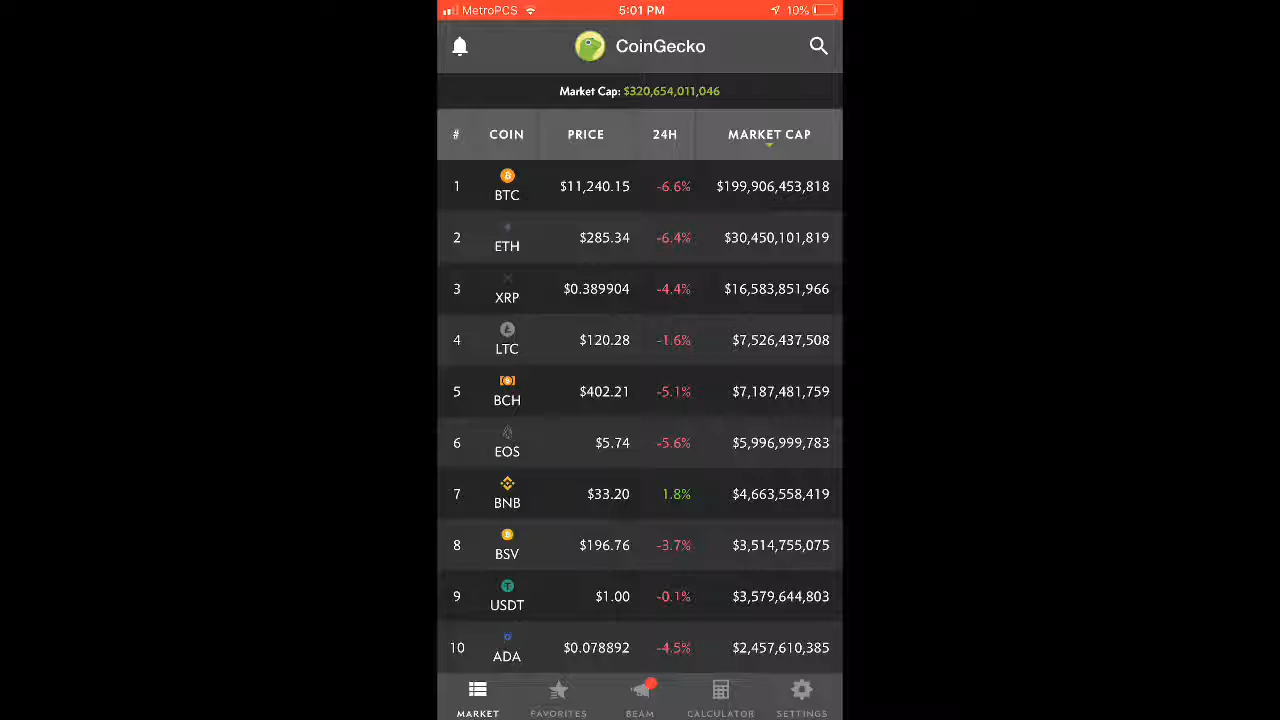 MetroPCS 5:01 PM 10%
CoinGecko
Market Cap: $320,654,011,046
# COIN PRICE 24H MARKET CAP
1 BTC $11,240.15 -6.6% $199,906,453,818
2 ETH $285.34 -6.4% $30,450,101,819
3 XRP $0.389904 -4.4% $16,583,851,966
4 LTC $120.28 -1.6% $7,526,437,508
5 BCH $402.21 -5.1% $7,187,481,759
6 EOS $5.74 -5.6% $5,996,999,783
7 BNB $33.20 1.8% $4,663,558,419
8 BSV $196.76 -3.7% $3,514,755,075
9 USDT $1.00 -0.1% $3,579,644,803
10 ADA $0.078892 -4.5% $2,457,610,385
MARKET FAVORITES BEAM CALCULATOR SETTINGS